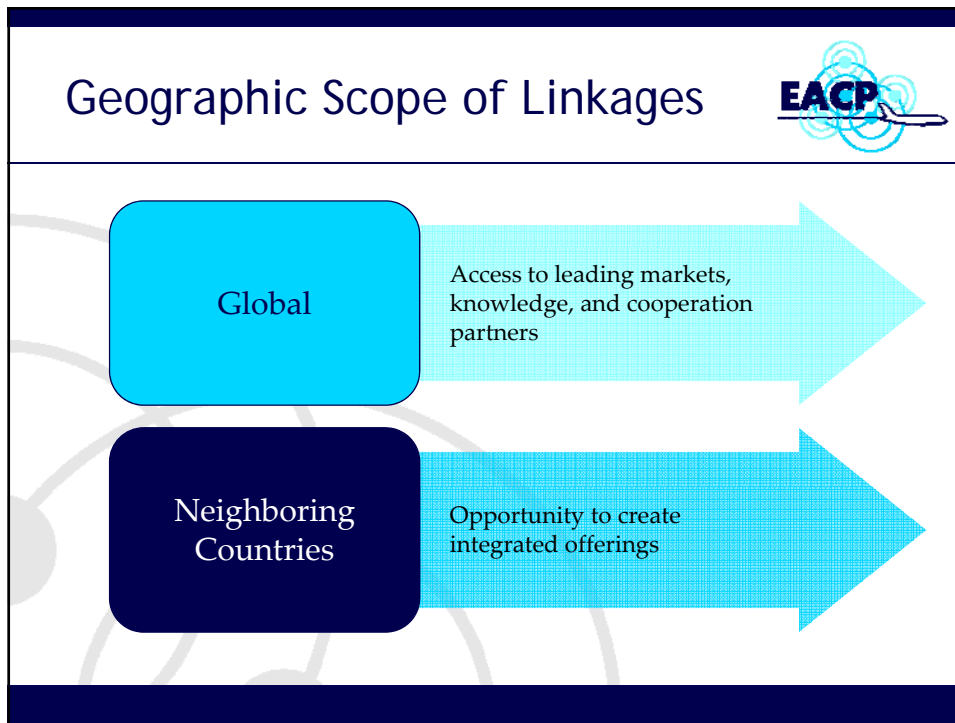 Geographic Scope of Linkages
EACP
Global
Access to leading markets,
knowledge, and cooperation
partners
Neighboring
Countries
Opportunity to create
integrated offerings